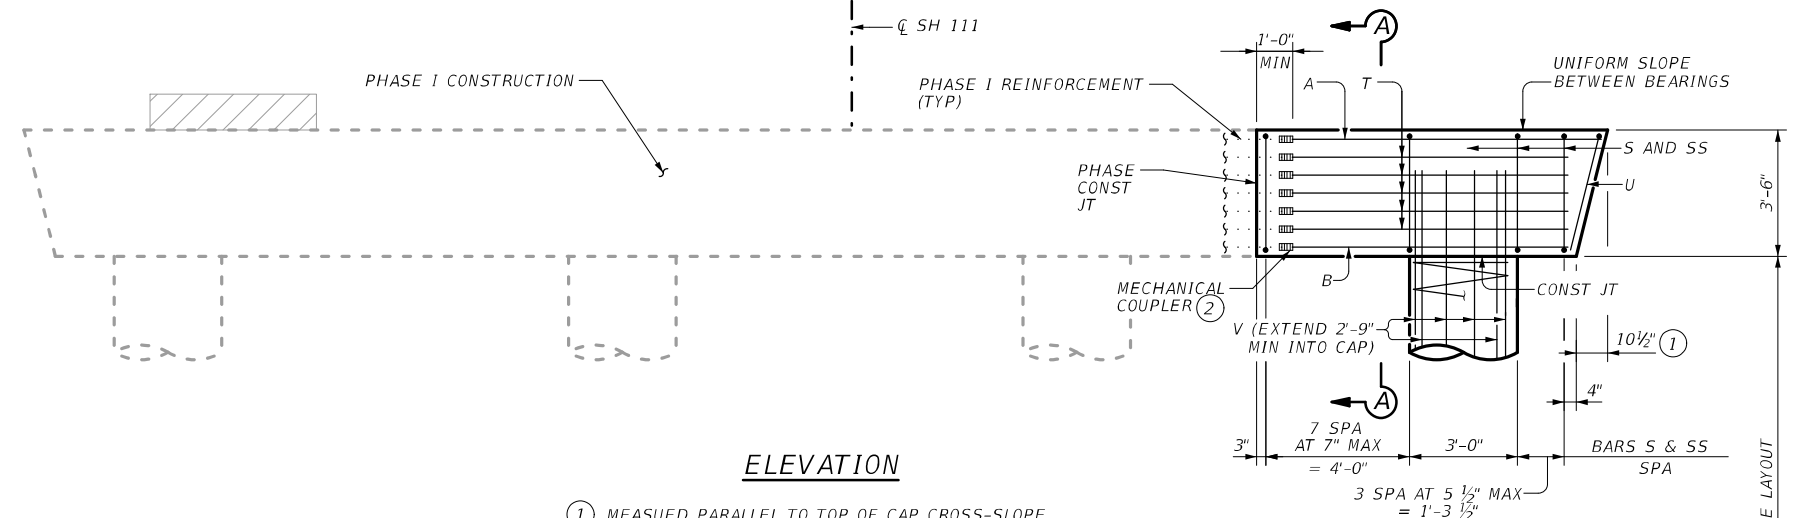 ℄ SH 111
A
1'-0"
MIN
UNIFORM SLOPE
BETWEEN BEARINGS
PHASE I CONSTRUCTION
PHASE I REINFORCEMENT
(TYP)
A
T
S AND SS
PHASE
CONST
JT
U
3'-6"
MECHANICAL
COUPLER 2
B
CONST JT
V (EXTEND 2'-9"
MIN INTO CAP)
10½" 1
4"
A
7 SPA
AT 7" MAX
= 4'-0"
3"
3'-0"
BARS S & SS
SPA
3 SPA AT 5 ½" MAX
= 1'-3 ½"
E LAYOUT
ELEVATION
1 MEASUED PARALLEL TO TOP OF CAP CROSS-SLOPE